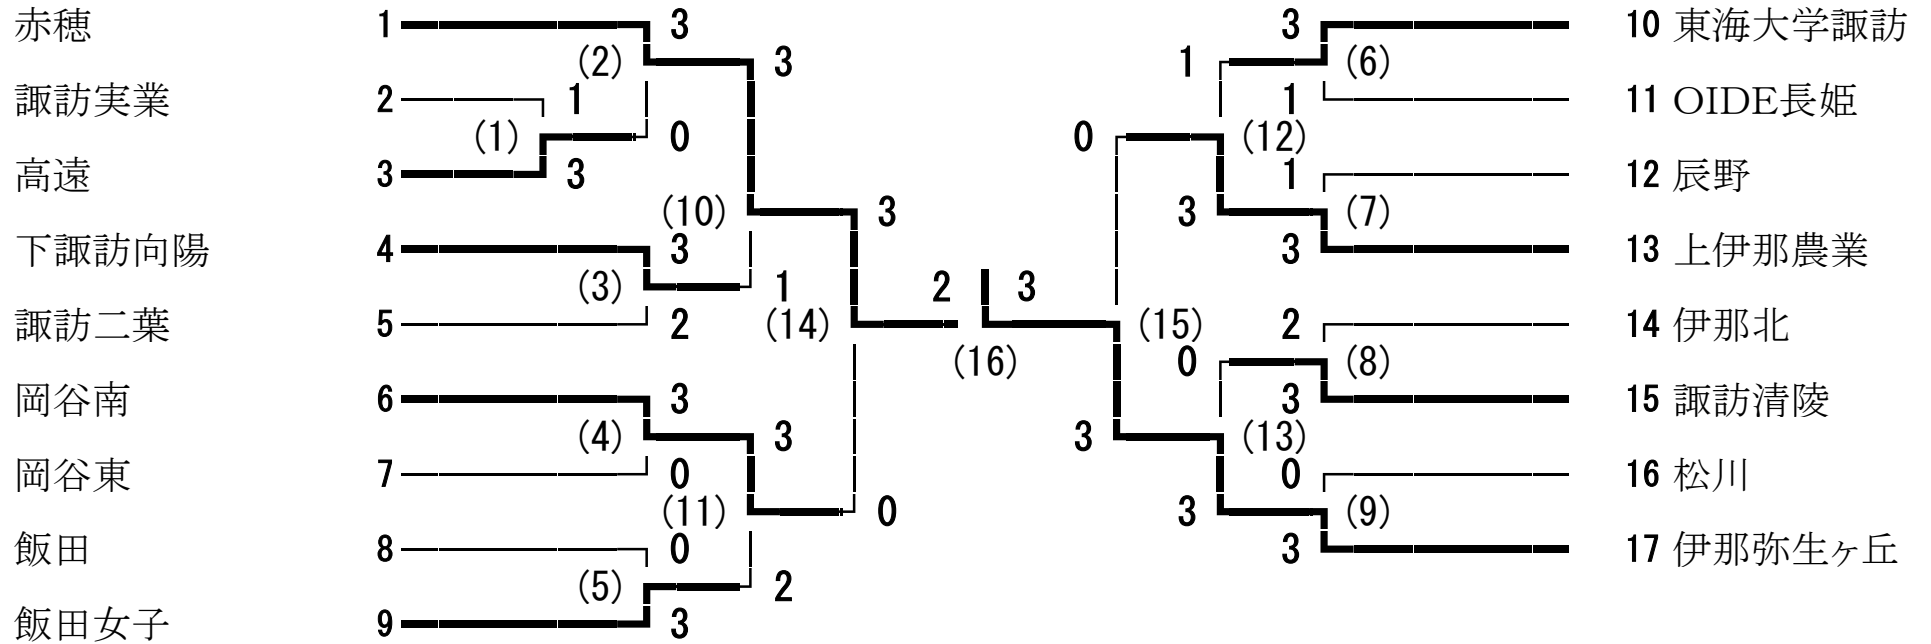 赤穂 1 3 3 10 東海大学諏訪
(2) 3 1 (6)
諏訪実業 2 1 1 11 OIDE長姫
(1) 0 0 (12)
高遠 3 3 1 12 辰野
(10) 3 3 (7)
下諏訪向陽 4 3 3 13 上伊那農業
(3) 1 2 3
諏訪二葉 5 2 (14) (15) 2 14 伊那北
(16) 0 (8)
岡谷南 6 3 3 15 諏訪清陵
(4) 3 3 (13)
岡谷東 7 0 0 16 松川
(11) 0 3 (9)
飯田 8 0 3 17 伊那弥生ヶ丘
(5) 2
飯田女子 9 3